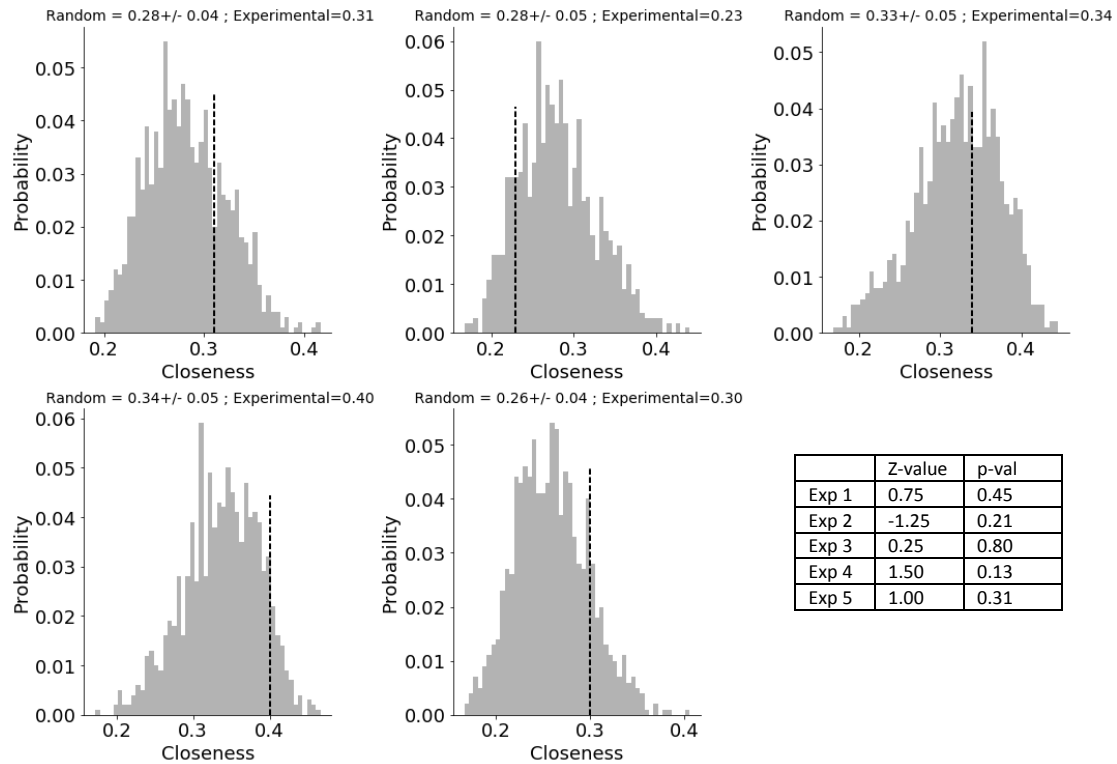 Random = 0.28+/- 0.04 ; Experimental=0.31
0.05
0.04
0.03
0.02
0.01
0.00
Probability
0.2 0.3 0.4
Closeness
Random = 0.28+/- 0.05 ; Experimental=0.23
0.06
0.05
0.04
0.03
0.02
0.01
0.00
Probability
0.2 0.3 0.4
Closeness
Random = 0.33+/- 0.05 ; Experimental=0.34
0.05
0.04
0.03
0.02
0.01
0.00
Probability
0.2 0.3 0.4
Closeness
Random = 0.34+/- 0.05 ; Experimental=0.40
0.06
0.05
0.04
0.03
0.02
0.01
0.00
Probability
0.2 0.3 0.4
Closeness
Random = 0.26+/- 0.04 ; Experimental=0.30
0.05
0.04
0.03
0.02
0.01
0.00
Probability
0.2 0.3 0.4
Closeness
Z-value p-val
Exp 1 0.75 0.45
Exp 2 -1.25 0.21
Exp 3 0.25 0.80
Exp 4 1.50 0.13
Exp 5 1.00 0.31